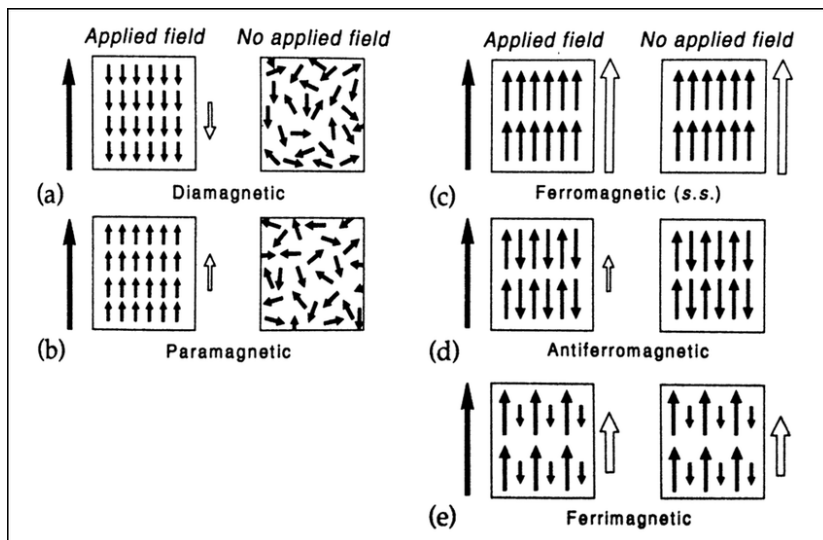 Applied field No applied field
(a)
Diamagnetic
(b)
Paramagnetic
Applied field No applied field
(c)
Ferromagnetic (s.s.)
(d)
Antiferromagnetic
(e)
Ferrimagnetic